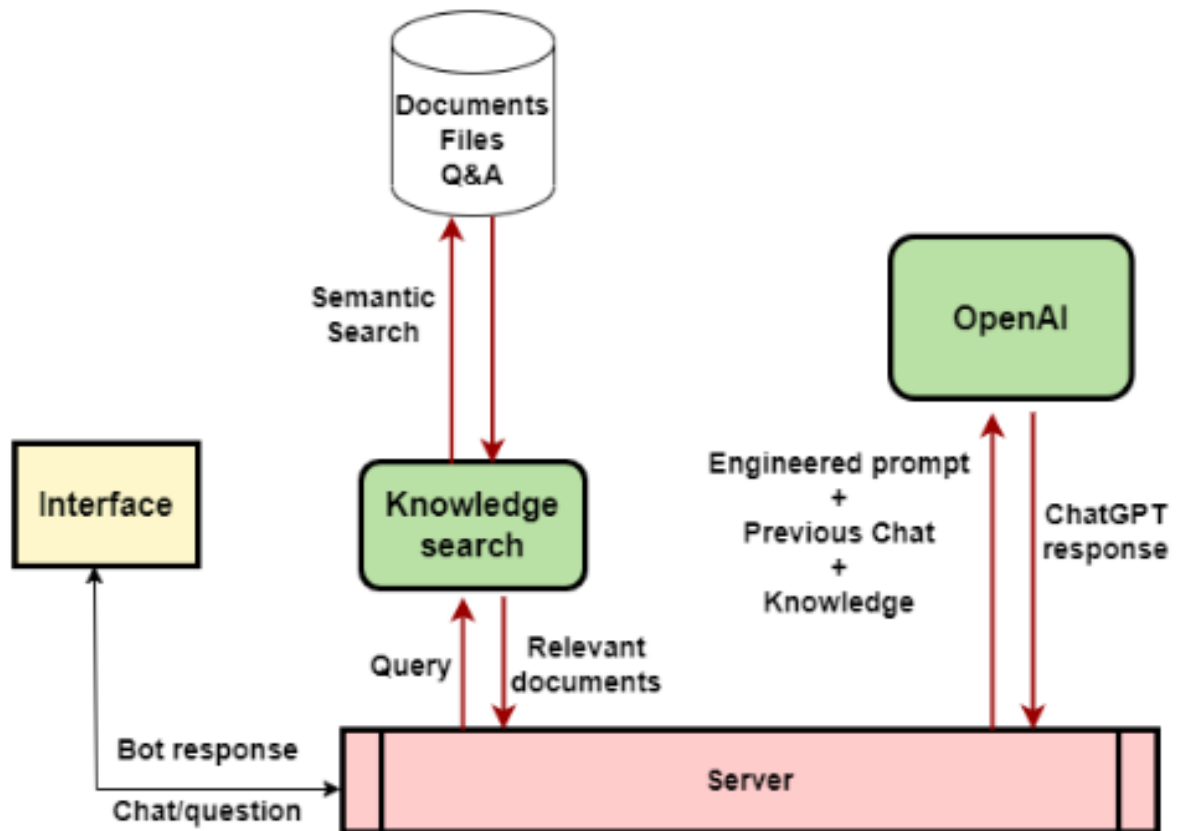 Documents
Files
Q&A
Semantic
Search
OpenAI
Interface
Knowledge
search
Engineered prompt
+
Previous Chat
+
Knowledge
ChatGPT
response
Query
Relevant
documents
Bot response
Chat/question
Server